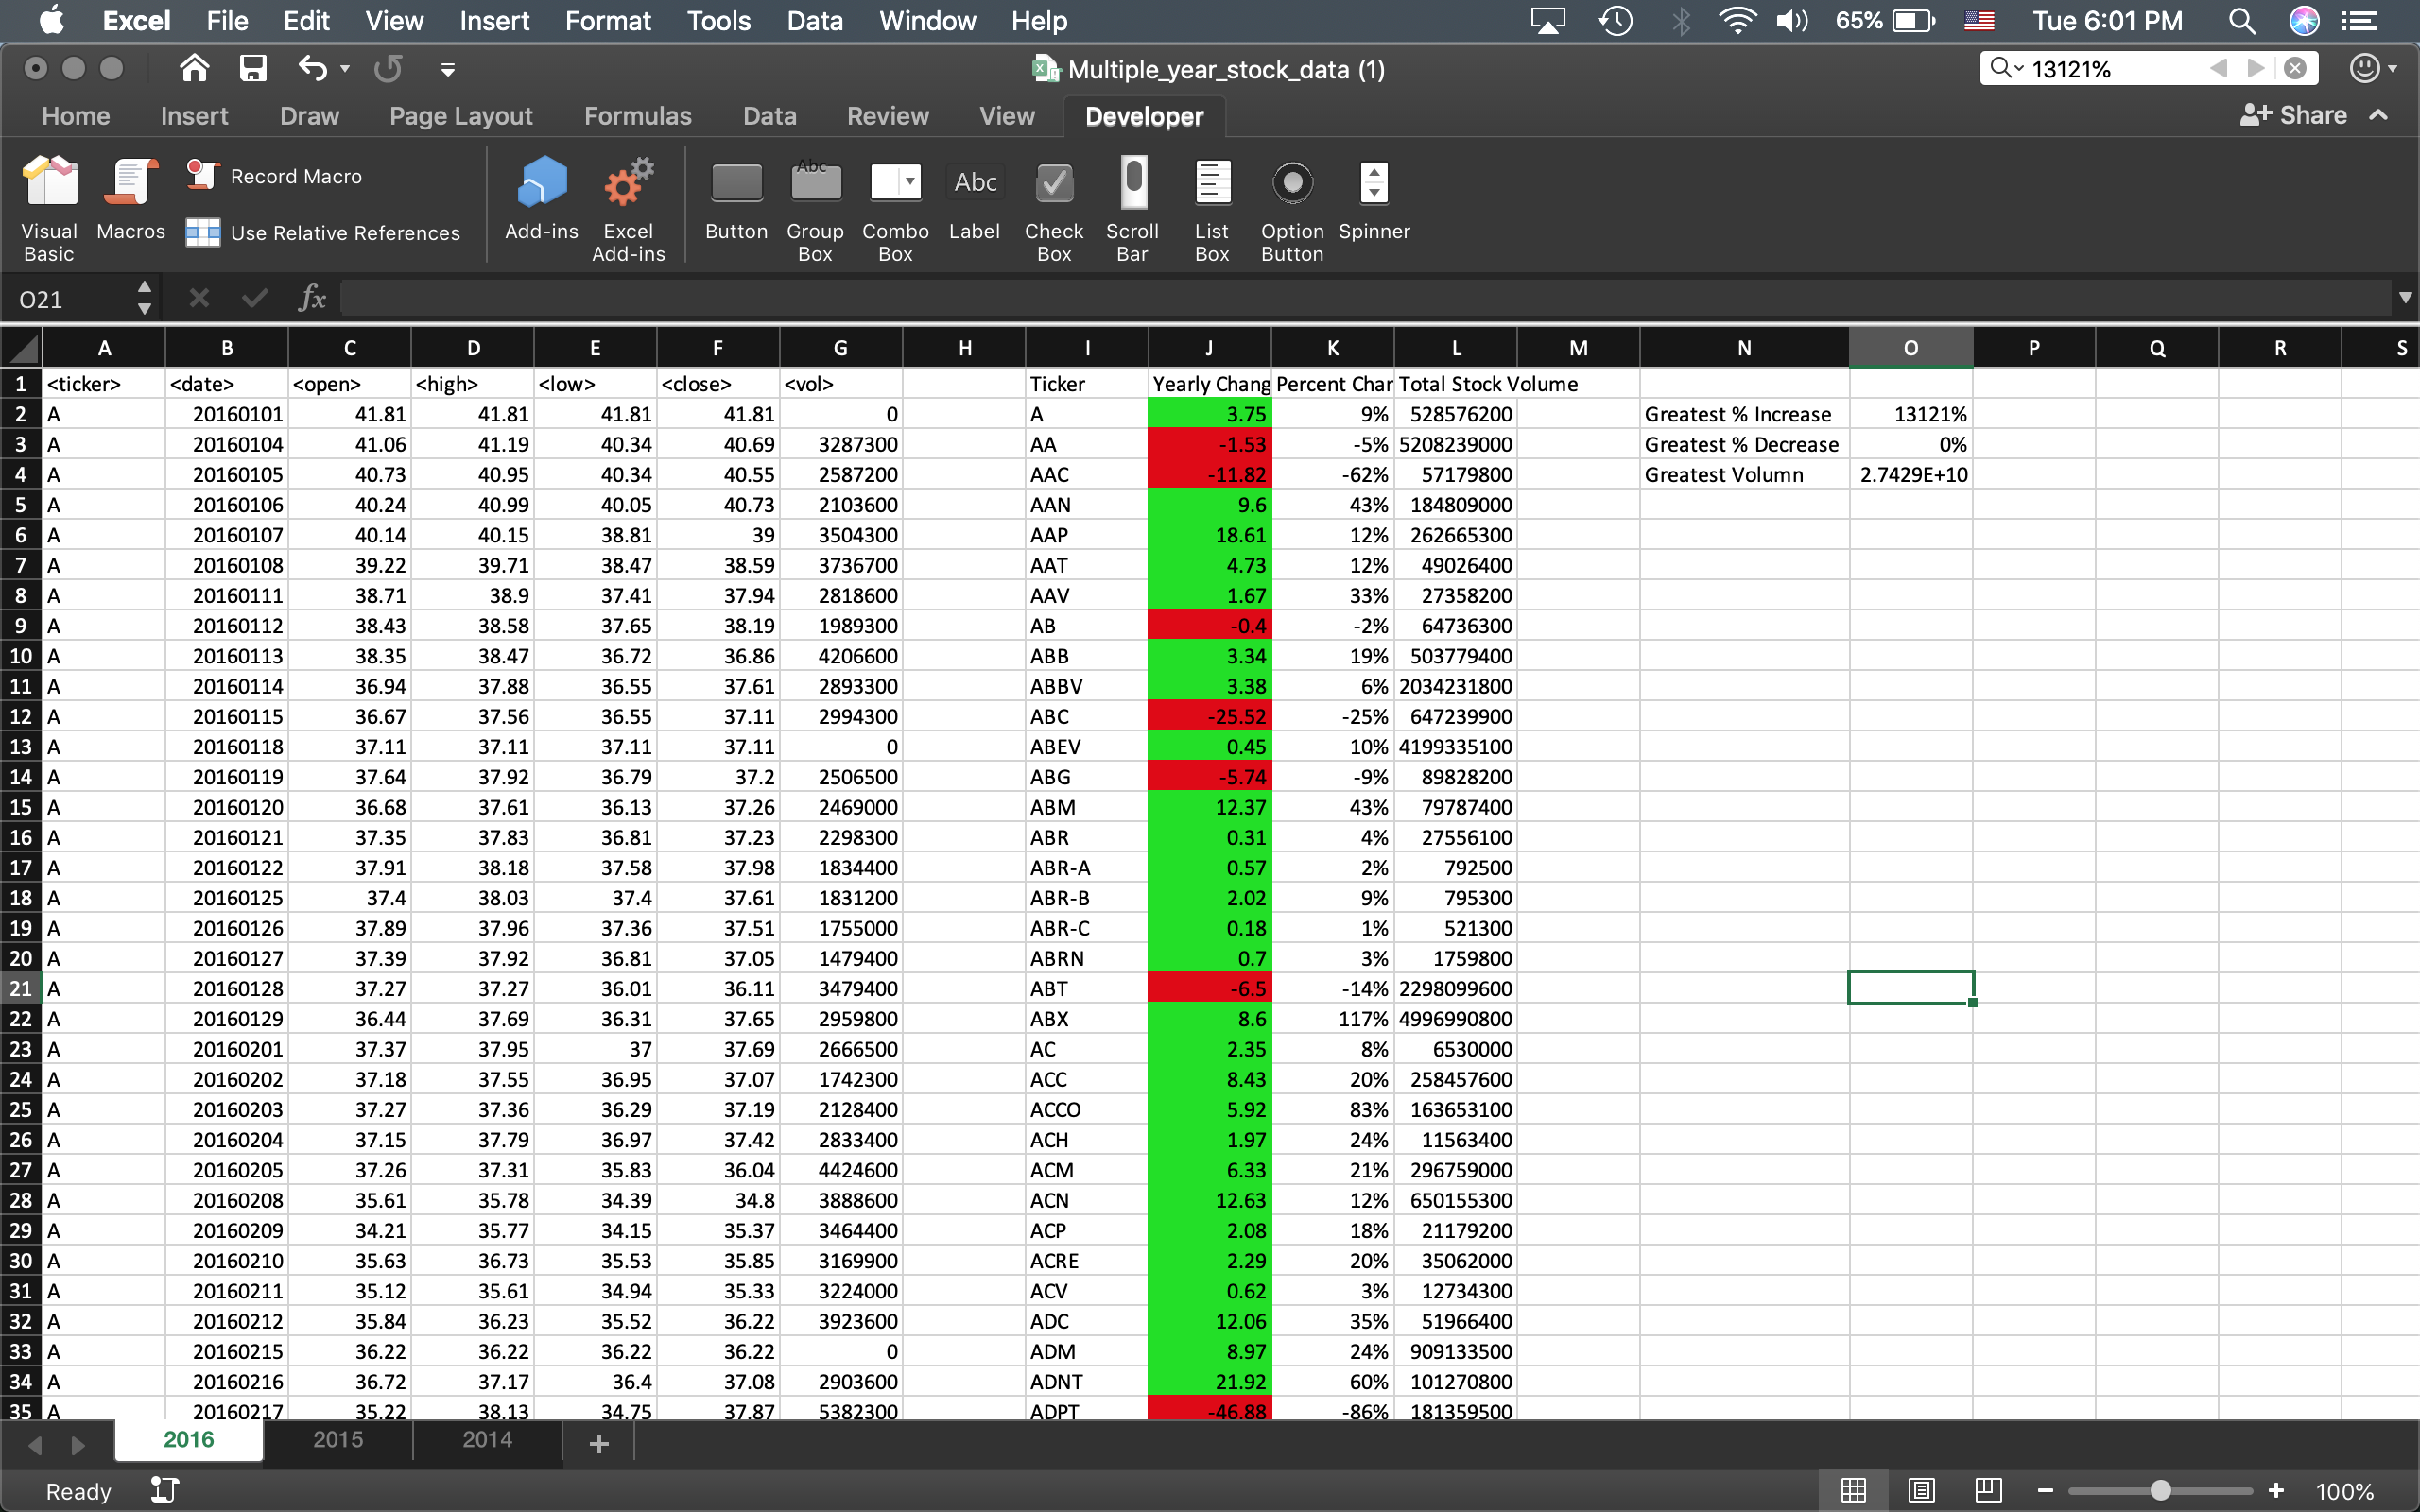 Excel File Edit View Insert Format Tools Data Window Help 65% Tue 6:01 PM
Multiple_year_stock_data (1) 13121%
Home Insert Draw Page Layout Formulas Data Review View Developer Share
Visual Basic Macros Record Macro Use Relative References Add-ins Excel Add-ins Button Abc Group Box Combo Box Abc Label Check Box Scroll Bar List Box Option Button Spinner
O21 fx
A B C D E F G H I J K L M N O P Q R S
1 <ticker> <date> <open> <high> <low> <close> <vol> Ticker Yearly Chang Percent Char Total Stock Volume
2 A 20160101 41.81 41.81 41.81 41.81 0 A 3.75 9% 528576200 Greatest % Increase 13121%
3 A 20160104 41.06 41.19 40.34 40.69 3287300 AA -1.53 -5% 5208239000 Greatest % Decrease 0%
4 A 20160105 40.73 40.95 40.34 40.55 2587200 AAC -11.82 -62% 57179800 Greatest Volumn 2.7429E+10
5 A 20160106 40.24 40.99 40.05 40.73 2103600 AAN 9.6 43% 184809000
6 A 20160107 40.14 40.15 38.81 39 3504300 AAP 18.61 12% 262665300
7 A 20160108 39.22 39.71 38.47 38.59 3736700 AAT 4.73 12% 49026400
8 A 20160111 38.71 38.9 37.41 37.94 2818600 AAV 1.67 33% 27358200
9 A 20160112 38.43 38.58 37.65 38.19 1989300 AB -0.4 -2% 64736300
10 A 20160113 38.35 38.47 36.72 36.86 4206600 ABB 3.34 19% 503779400
11 A 20160114 36.94 37.88 36.55 37.61 2893300 ABBV 3.38 6% 2034231800
12 A 20160115 36.67 37.56 36.55 37.11 2994300 ABC -25.52 -25% 647239900
13 A 20160118 37.11 37.11 37.11 37.11 0 ABEV 0.45 10% 4199335100
14 A 20160119 37.64 37.92 36.79 37.2 2506500 ABG -5.74 -9% 89828200
15 A 20160120 36.68 37.61 36.13 37.26 2469000 ABM 12.37 43% 79787400
16 A 20160121 37.35 37.83 36.81 37.23 2298300 ABR 0.31 4% 27556100
17 A 20160122 37.91 38.18 37.58 37.98 1834400 ABR-A 0.57 2% 792500
18 A 20160125 37.4 38.03 37.4 37.61 1831200 ABR-B 2.02 9% 795300
19 A 20160126 37.89 37.96 37.36 37.51 1755000 ABR-C 0.18 1% 521300
20 A 20160127 37.39 37.92 36.81 37.05 1479400 ABRN 0.7 3% 1759800
21 A 20160128 37.27 37.27 36.01 36.11 3479400 ABT -6.5 -14% 2298099600
22 A 20160129 36.44 37.69 36.31 37.65 2959800 ABX 8.6 117% 4996990800
23 A 20160201 37.37 37.95 37 37.69 2666500 AC 2.35 8% 6530000
24 A 20160202 37.18 37.55 36.95 37.07 1742300 ACC 8.43 20% 258457600
25 A 20160203 37.27 37.36 36.29 37.19 2128400 ACCO 5.92 83% 163653100
26 A 20160204 37.15 37.79 36.97 37.42 2833400 ACH 1.97 24% 11563400
27 A 20160205 37.26 37.31 35.83 36.04 4424600 ACM 6.33 21% 296759000
28 A 20160208 35.61 35.78 34.39 34.8 3888600 ACN 12.63 12% 650155300
29 A 20160209 34.21 35.77 34.15 35.37 3464400 ACP 2.08 18% 21179200
30 A 20160210 35.63 36.73 35.53 35.85 3169900 ACRE 2.29 20% 35062000
31 A 20160211 35.12 35.61 34.94 35.33 3224000 ACV 0.62 3% 12734300
32 A 20160212 35.84 36.23 35.52 36.22 3923600 ADC 12.06 35% 51966400
33 A 20160215 36.22 36.22 36.22 36.22 0 ADM 8.97 24% 909133500
34 A 20160216 36.72 37.17 36.4 37.08 2903600 ADNT 21.92 60% 101270800
35 A 20160217 35.22 38.13 34.75 37.87 5382300 ADPT -46.88 -86% 181359500
2016 2015 2014 +
Ready 100%